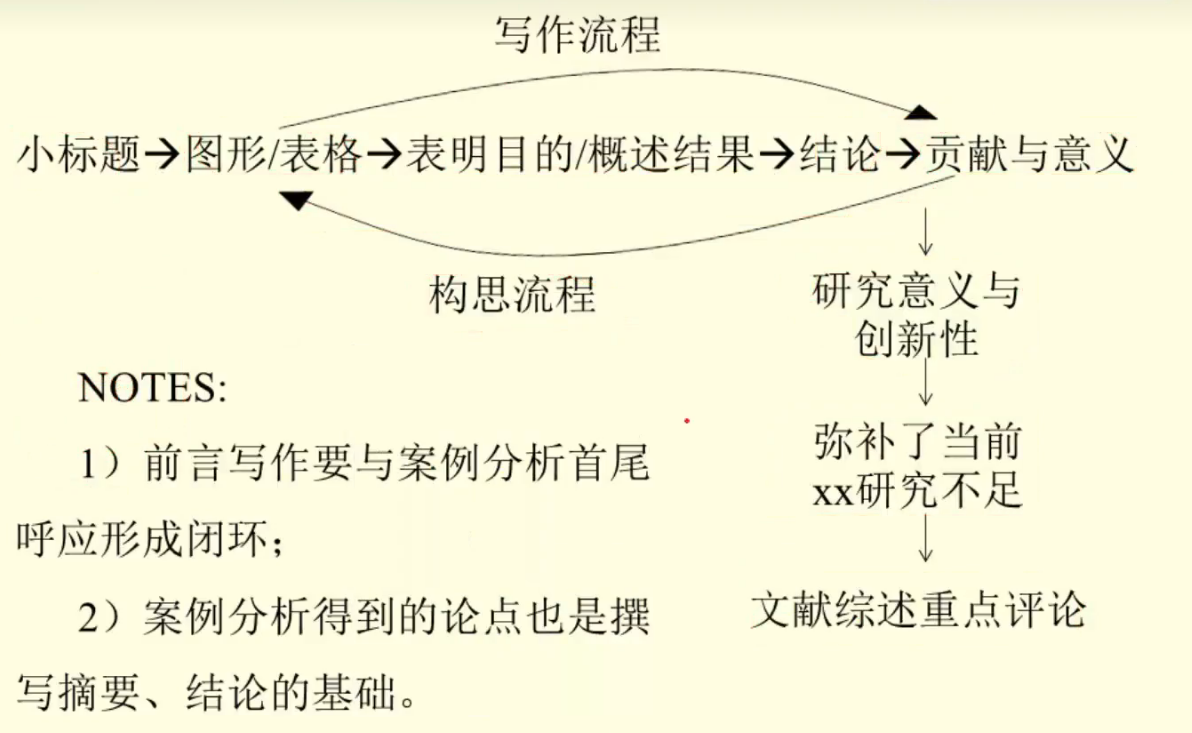 写作流程
小标题→图形/表格→表明目的/概述结果→结论→贡献与意义
构思流程
研究意义与
创新性
弥补了当前
xx研究不足
文献综述重点评论
NOTES:
1）前言写作要与案例分析首尾
呼应形成闭环；
2）案例分析得到的论点也是撰
写摘要、结论的基础。